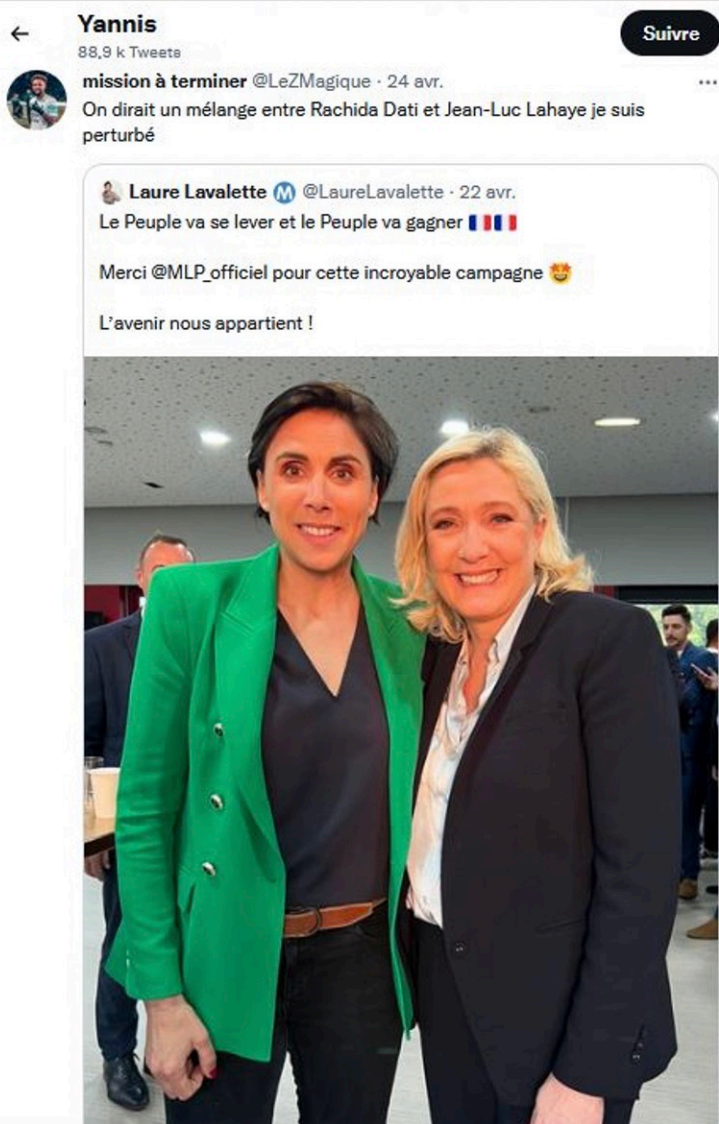 Yannis
88,9 k Tweets
Suivre
mission à terminer @LeZMagique · 24 avr.
On dirait un mélange entre Rachida Dati et Jean-Luc Lahaye je suis
perturbé
Laure Lavalette M @LaureLavalette · 22 avr.
Le Peuple va se lever et le Peuple va gagner 🇫🇷🇫🇷
Merci @MLP_officiel pour cette incroyable campagne 🤩
L'avenir nous appartient !